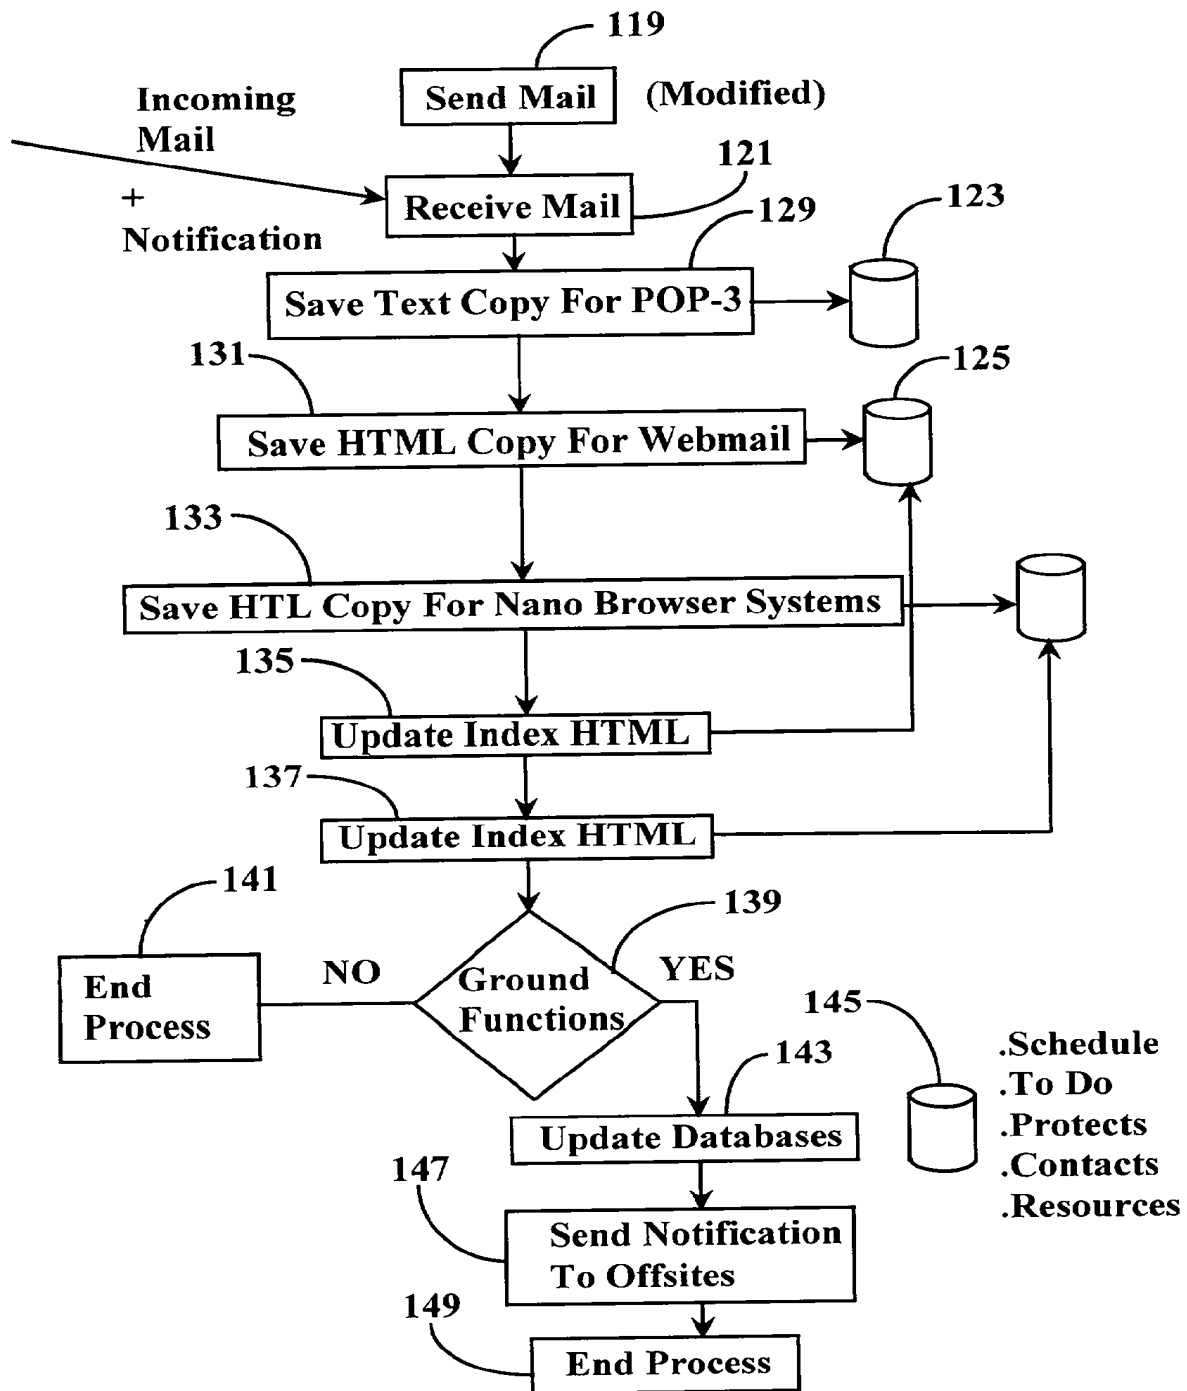 119
Send Mail
(Modified)
Incoming
Mail
+
Notification
121
Receive Mail
129
123
Save Text Copy For POP-3
131
125
Save HTML Copy For Webmail
133
Save HTL Copy For Nano Browser Systems
135
Update Index HTML
137
Update Index HTML
141
139
End
Process
NO
Ground
Functions
YES
145
.Schedule
.To Do
.Protects
.Contacts
.Resources
143
Update Databases
147
Send Notification
To Offsites
149
End Process